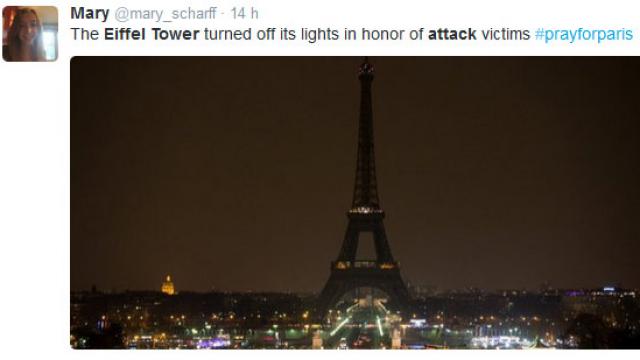 Mary @mary_scharff · 14 h
The Eiffel Tower turned off its lights in honor of attack victims #prayforparis